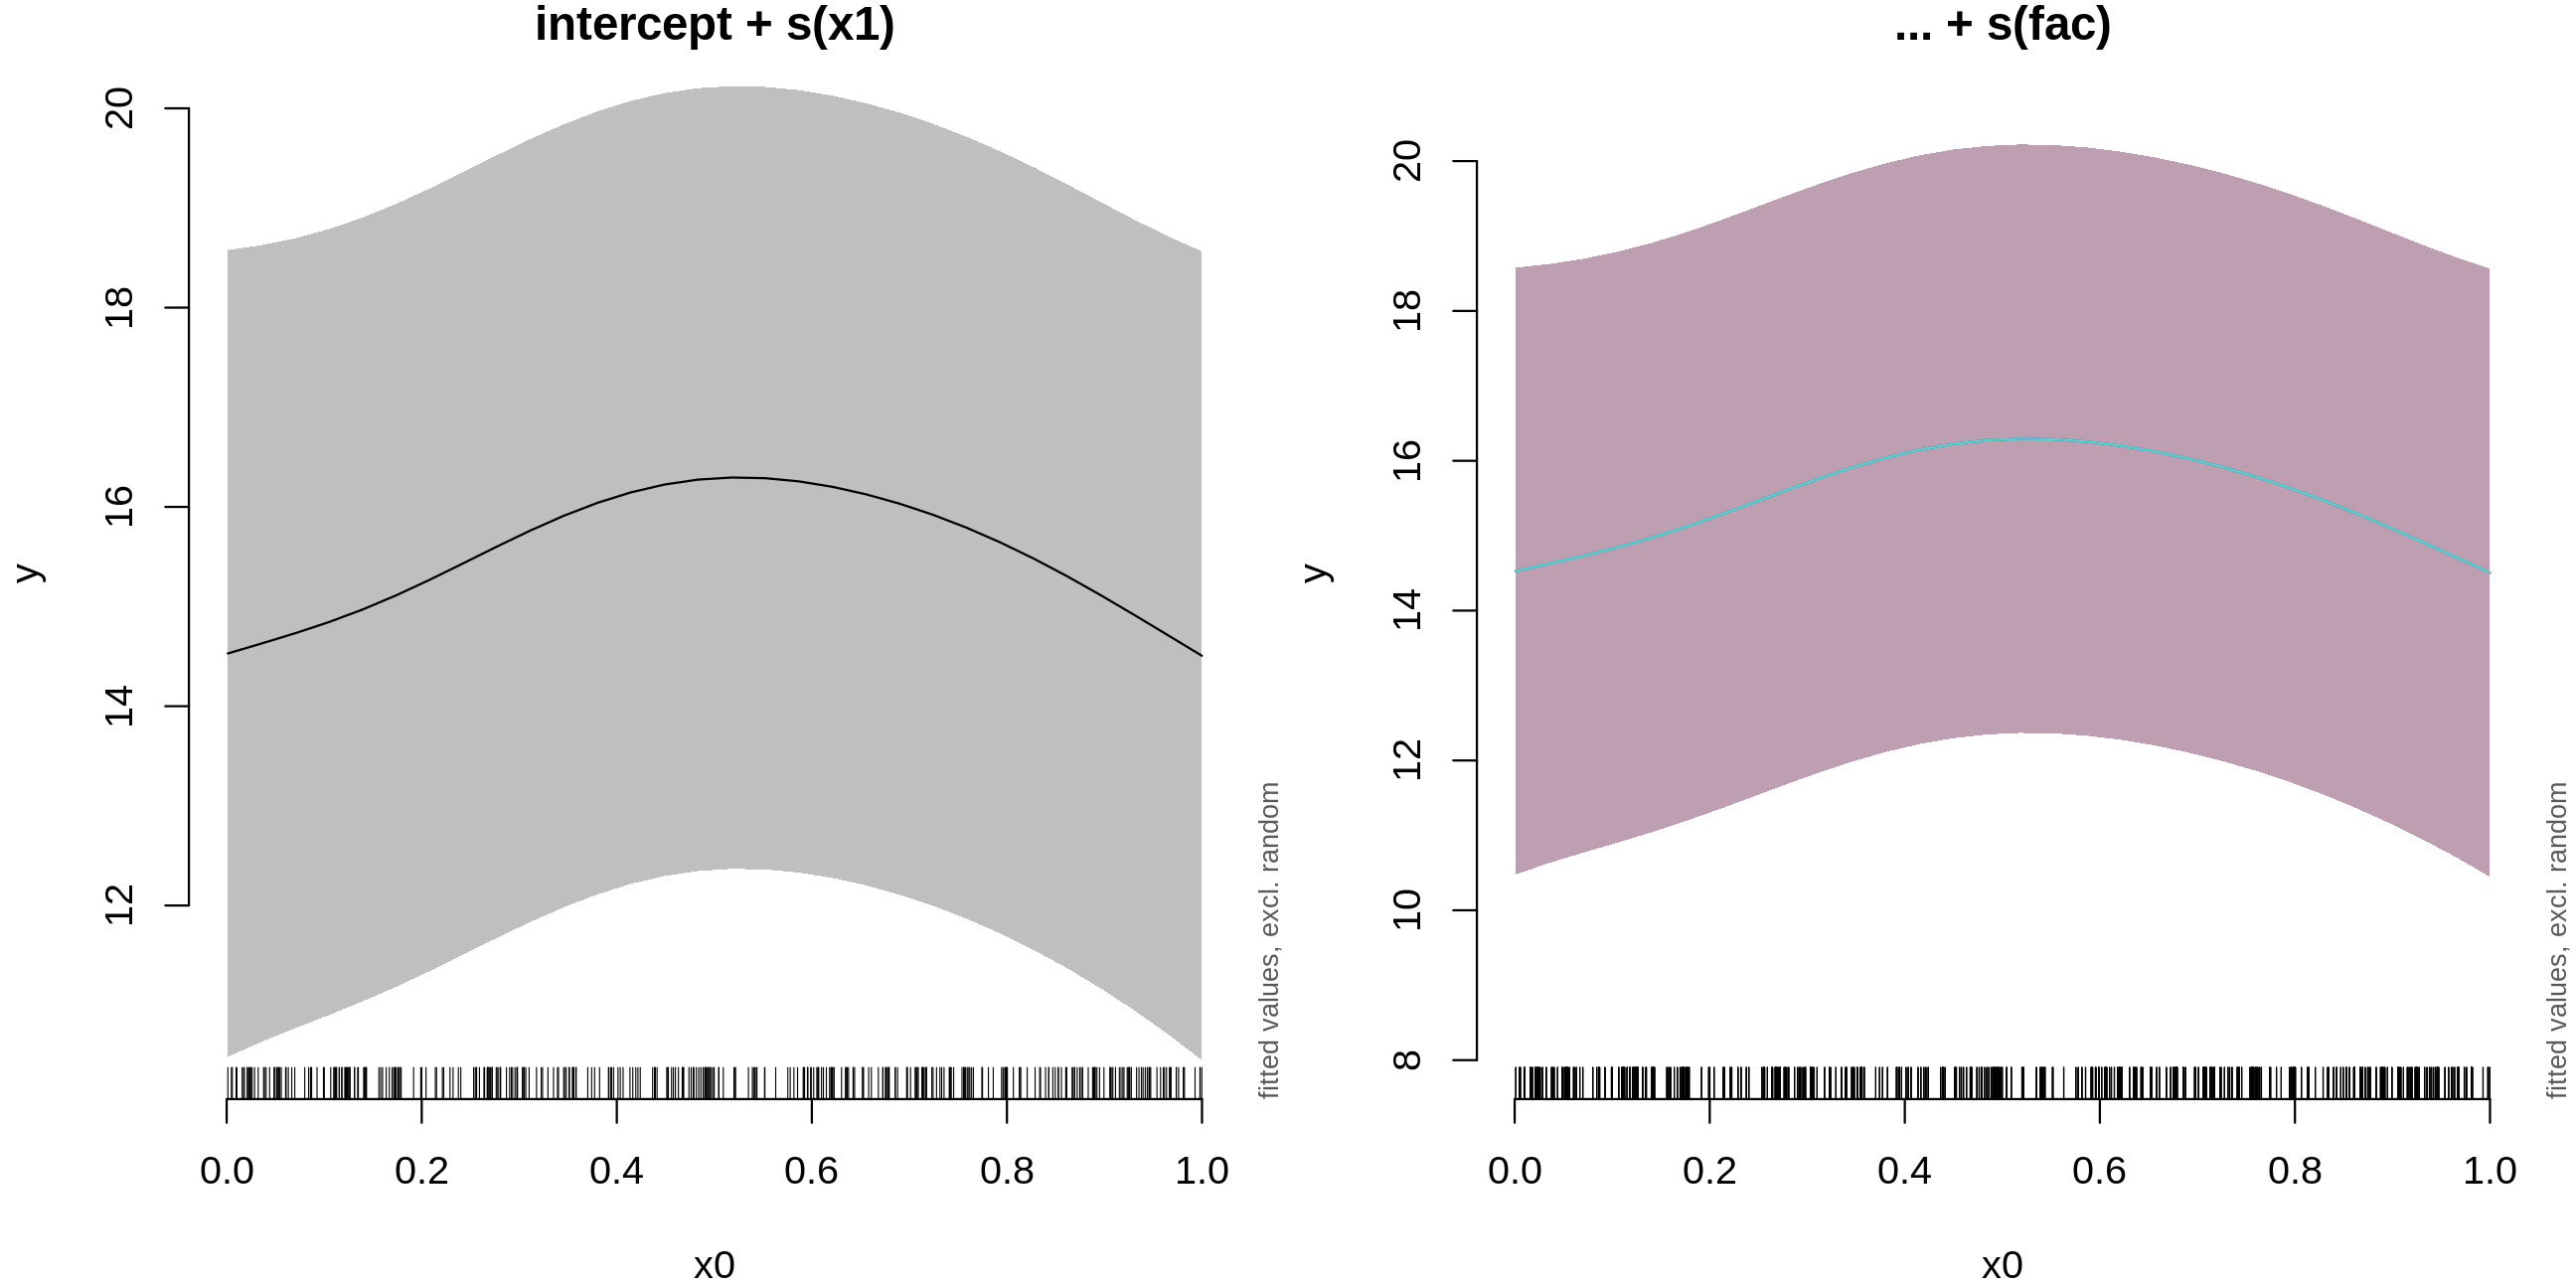 intercept + s(x1)
20
18
16
14
12
y
0.0 0.2 0.4 0.6 0.8 1.0
x0
fitted values, excl. random
... + s(fac)
20
18
16
14
12
10
8
y
0.0 0.2 0.4 0.6 0.8 1.0
x0
fitted values, excl. random